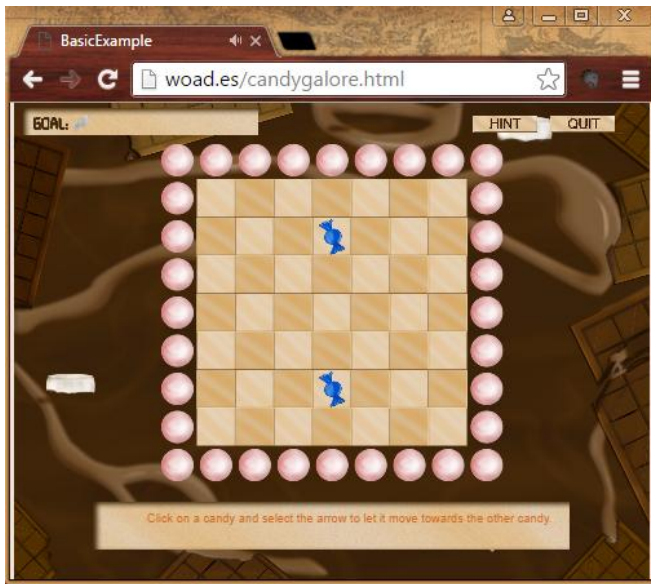 BasicExample
woad.es/candygalore.html
GOAL:
HINT QUIT
Click on a candy and select the arrow to let it move towards the other candy.